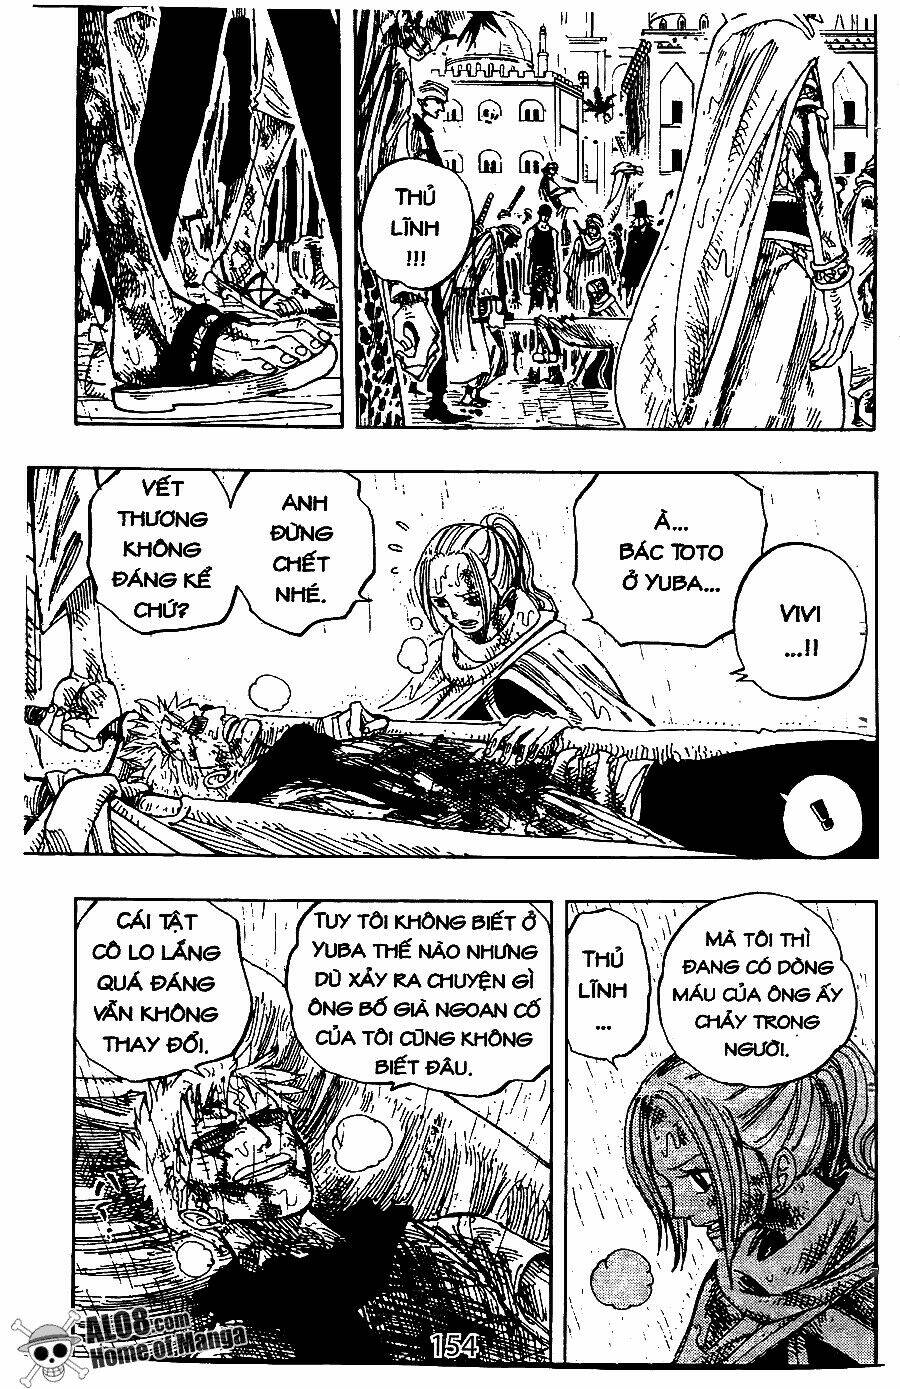 THỦ
LĨNH
!!!
VẾT
THƯƠNG
KHÔNG
ĐÁNG KỂ
CHỨ?
ANH
ĐỪNG
CHẾT
NHÉ.
À...
BÁC TOTO
Ở YUBA...
VIVI
...!!
!
CÁI TẬT
CÔ LO LẮNG
QUÁ ĐÁNG
VẪN KHÔNG
THAY ĐỔI.
TUY TÔI KHÔNG BIẾT Ở
YUBA THẾ NÀO NHƯNG
DÙ XẢY RA CHUYỆN GÌ
ÔNG BỐ GIÀ NGOAN CỐ
CỦA TÔI CŨNG KHÔNG
BIẾT ĐÂU.
THỦ
LĨNH
...
MÀ TÔI THÌ
ĐANG CÓ DÒNG
MÁU CỦA ÔNG ẤY
CHẢY TRONG
NGƯỜI.
ALO8.com
Home of Manga
154